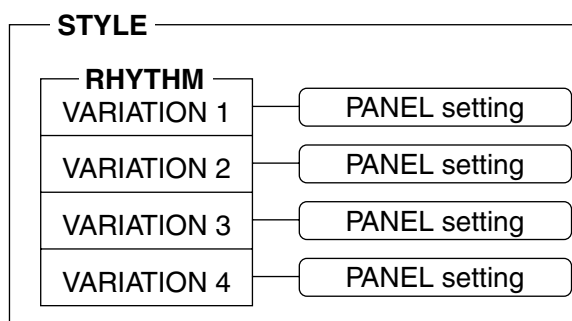 STYLE
RHYTHM
VARIATION 1 PANEL setting
VARIATION 2 PANEL setting
VARIATION 3 PANEL setting
VARIATION 4 PANEL setting